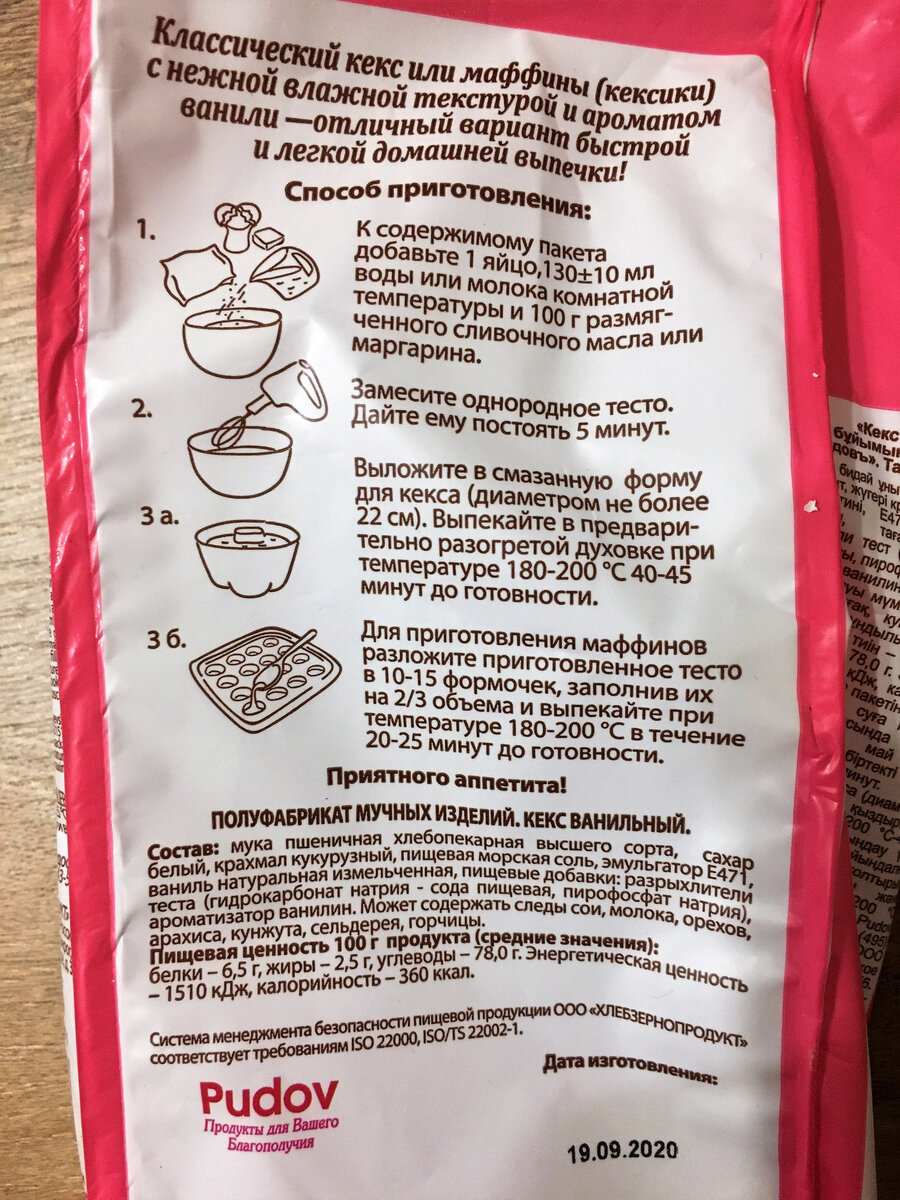 Классический кекс или маффины (кексики)
с нежной влажной текстурой и ароматом
ванили —отличный вариант быстрой
и легкой домашней выпечки!
Способ приготовления:
1.
К содержимому пакета
добавьте 1 яйцо,130±10 мл
воды или молока комнатной
температуры и 100 г размяг-
ченного сливочного масла или
маргарина.
2.
Замесите однородное тесто.
Дайте ему постоять 5 минут.
3 а.
Выложите в смазанную форму
для кекса (диаметром не более
22 см). Выпекайте в предвари-
тельно разогретой духовке при
температуре 180-200 °С 40-45
минут до готовности.
3 б.
Для приготовления маффинов
разложите приготовленное тесто
в 10-15 формочек, заполнив их
на 2/3 объема и выпекайте при
температуре 180-200 °С в течение
20-25 минут до готовности.
Приятного аппетита!
ПОЛУФАБРИКАТ МУЧНЫХ ИЗДЕЛИЙ. КЕКС ВАНИЛЬНЫЙ.
Состав: мука пшеничная хлебопекарная высшего сорта, сахар
белый, крахмал кукурузный, пищевая морская соль, эмульгатор Е471,
ваниль натуральная измельченная, пищевые добавки: разрыхлители
теста (гидрокарбонат натрия - сода пищевая, пирофосфат натрия),
ароматизатор ванилин. Может содержать следы сои, молока, орехов,
арахиса, кунжута, сельдерея, горчицы.
Пищевая ценность 100 г продукта (средние значения):
белки – 6,5 г, жиры – 2,5 г, углеводы – 78,0 г. Энергетическая ценность
– 1510 кДж, калорийность – 360 ккал.
Система менеджмента безопасности пищевой продукции ООО «ХЛЕБЗЕРНОПРОДУКТ»
соответствует требованиям ISO 22000, ISO/TS 22002-1.
Дата изготовления:
Pudov
Продукты для Вашего
Благополучия
19.09.2020
«Кекс